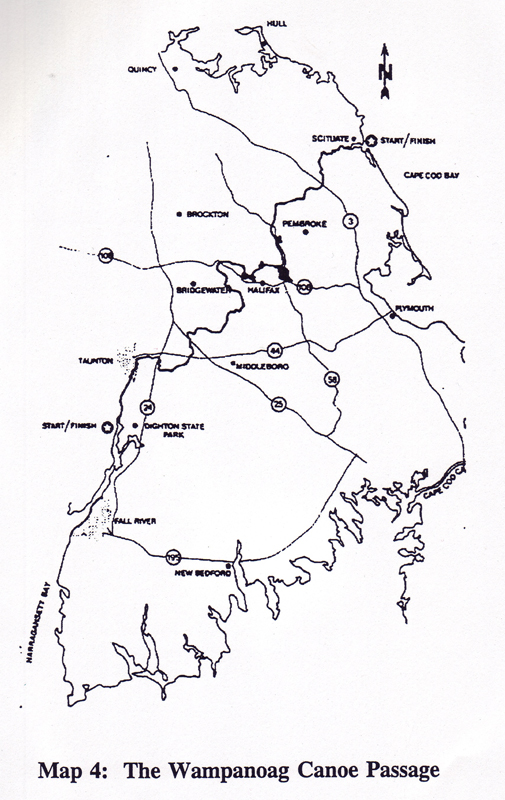 HULL
QUINCY
N
SCITUATE
START/FINISH
CAPE COD BAY
BROCKTON
PEMBROKE
3
106
BRIDGEWATER
HALIFAX
106
PLYMOUTH
44
TAUNTON
MIDDLEBORO
58
24
25
START/FINISH
DIGHTON STATE
PARK
CAPE COD CA
FALL RIVER
195
NEW BEDFORD
NARRAGANSETT BAY
Map 4: The Wampanoag Canoe Passage